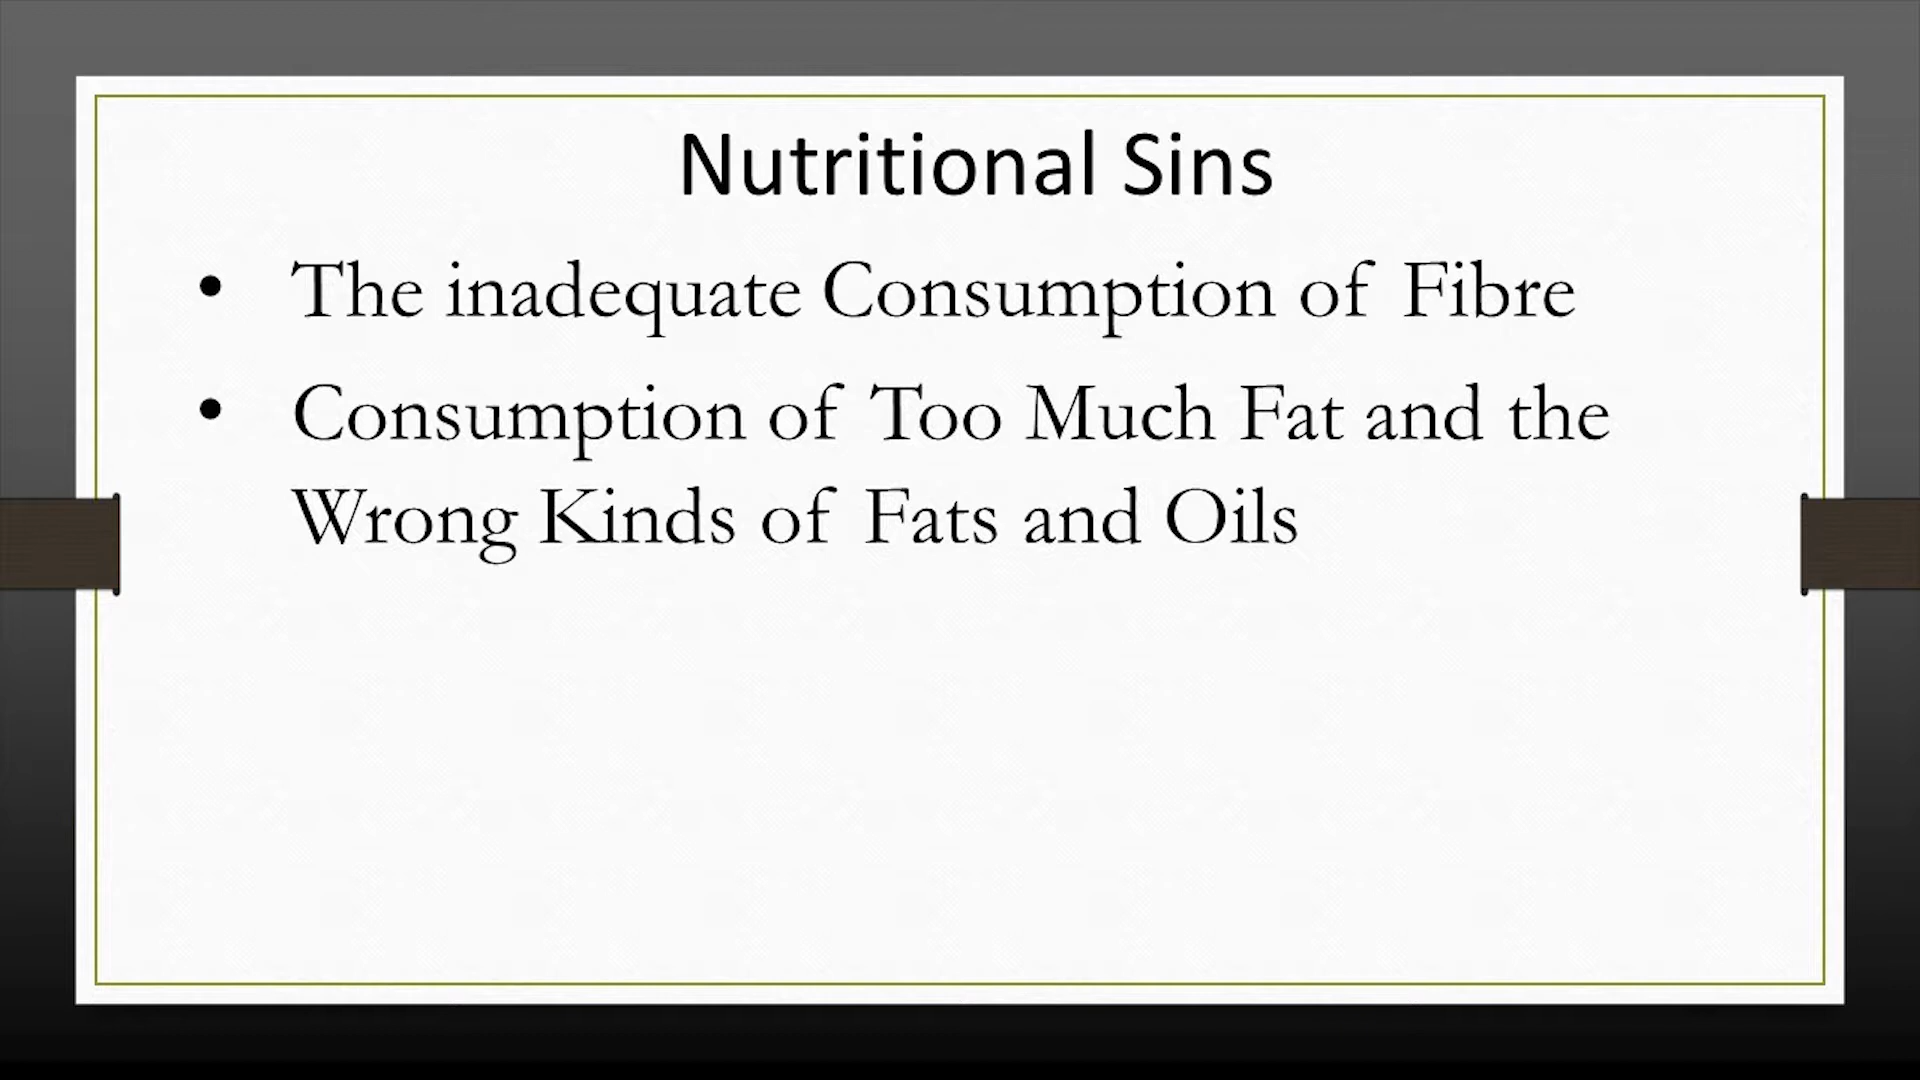 Nutritional Sins
• The inadequate Consumption of Fibre
• Consumption of Too Much Fat and the
Wrong Kinds of Fats and Oils